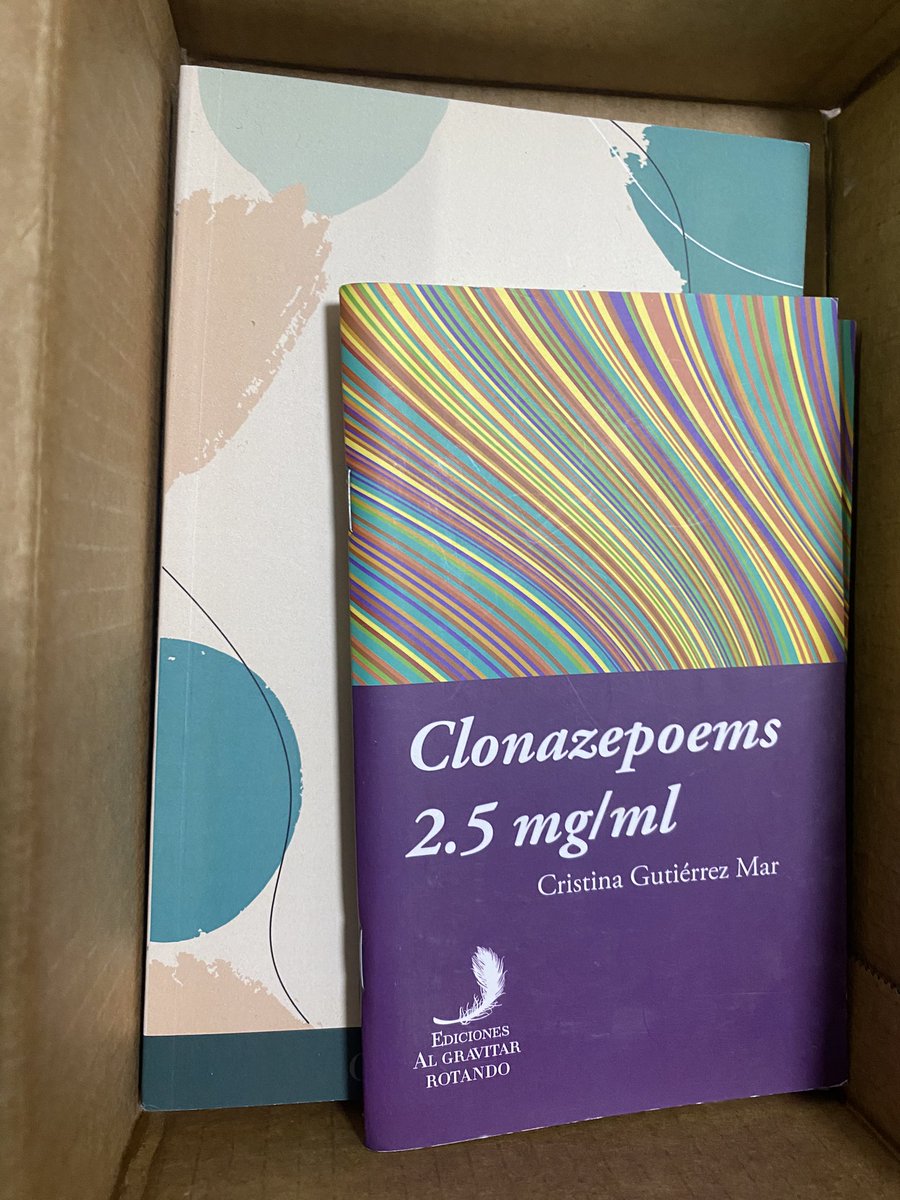 Clonazepoems
2.5 mg/ml
Cristina Gutiérrez Mar
EDICIONES
AL GRAVITAR
ROTANDO